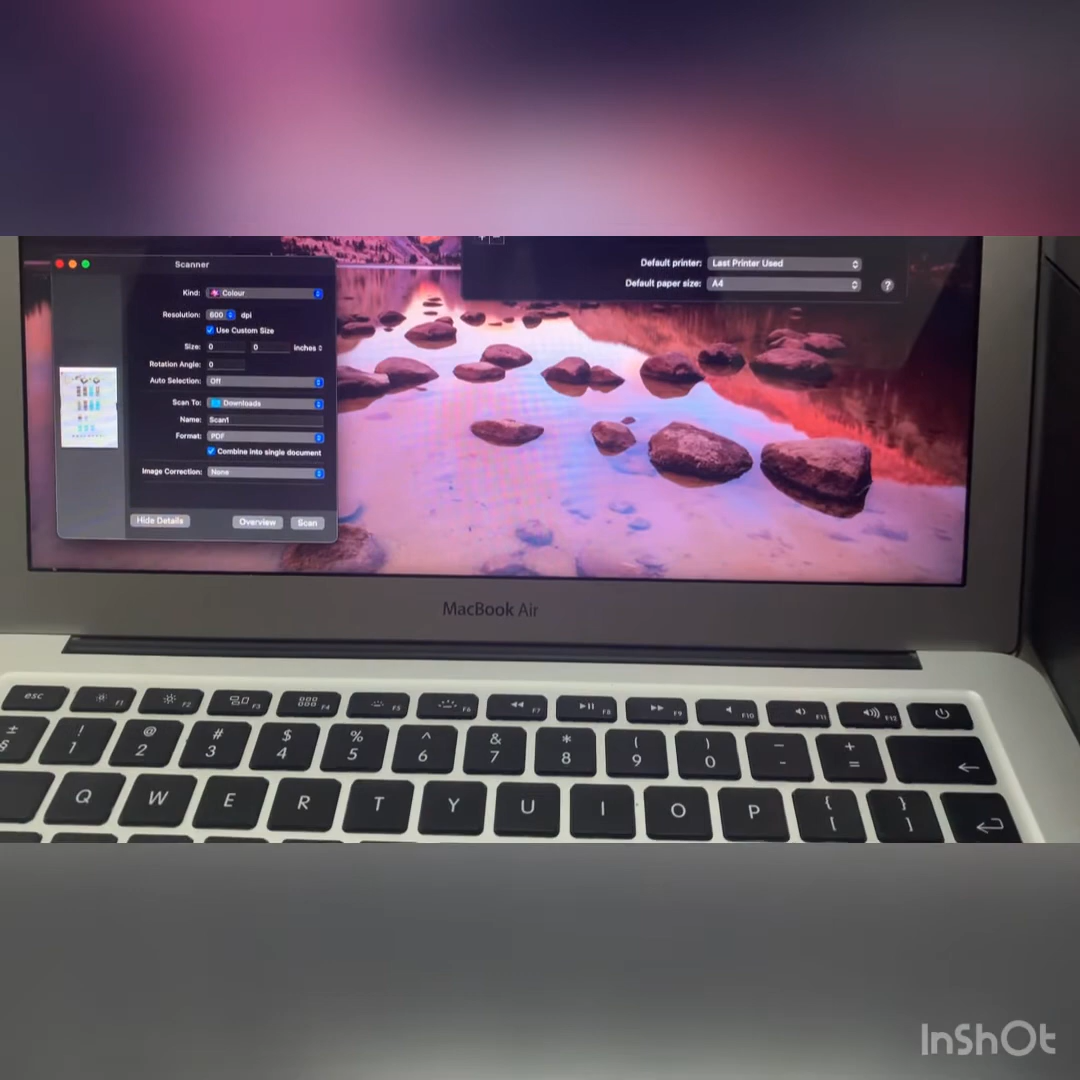 Scanner
Kind: Colour
Resolution: 600 dpi
Use Custom Size
Size: 0 0 inches
Rotation Angle: 0
Auto Selection: Off
Scan To: Downloads
Name: Scan1
Format: PDF
Combine into single document
Image Correction: None
Hide Details Overview Scan
Default printer: Last Printer Used
Default paper size: A4 ?
MacBook Air
esc F1 F2 F3 F4 F5 F6 F7 F8 F9 F10 F11 F12
± ! @ # $ % ^ & * ( ) _ +
§ 1 2 3 4 5 6 7 8 9 0 - =
Q W E R T Y U I O P { }
[ ]
InShOt